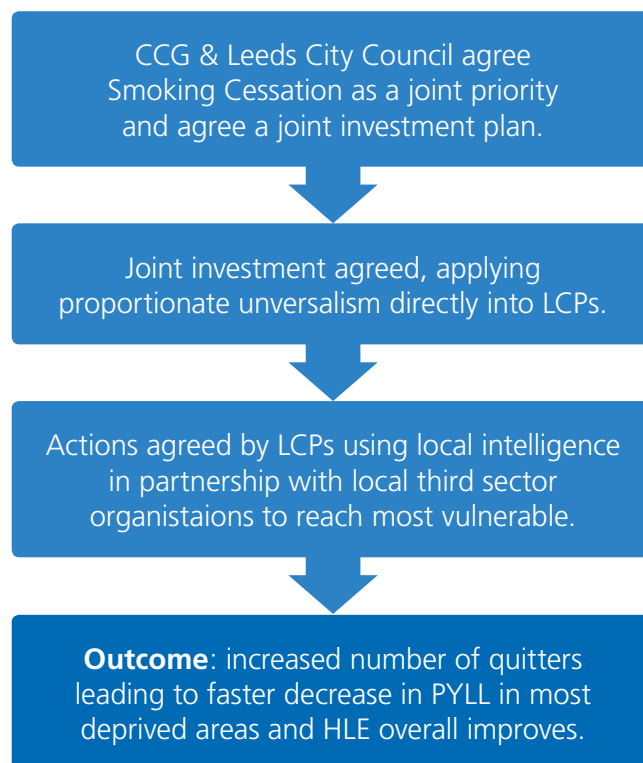 CCG & Leeds City Council agree
Smoking Cessation as a joint priority
and agree a joint investment plan.
Joint investment agreed, applying
proportionate unversalism directly into LCPs.
Actions agreed by LCPs using local intelligence
in partnership with local third sector
organistaions to reach most vulnerable.
Outcome: increased number of quitters
leading to faster decrease in PYLL in most
deprived areas and HLE overall improves.